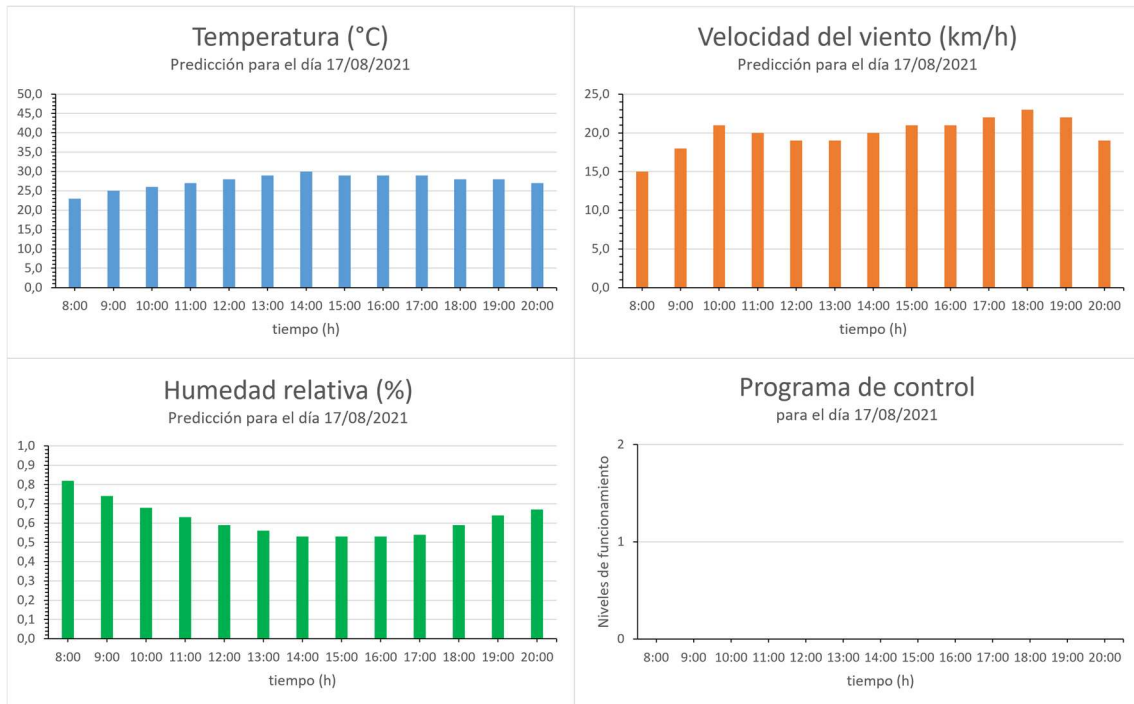 Temperatura (°C)
Predicción para el día 17/08/2021
50,0
45,0
40,0
35,0
30,0
25,0
20,0
15,0
10,0
5,0
0,0
8:00 9:00 10:00 11:00 12:00 13:00 14:00 15:00 16:00 17:00 18:00 19:00 20:00
tiempo (h)
Velocidad del viento (km/h)
Predicción para el día 17/08/2021
25,0
20,0
15,0
10,0
5,0
0,0
8:00 9:00 10:00 11:00 12:00 13:00 14:00 15:00 16:00 17:00 18:00 19:00 20:00
tiempo (h)
Humedad relativa (%)
Predicción para el día 17/08/2021
1,0
0,9
0,8
0,7
0,6
0,5
0,4
0,3
0,2
0,1
0,0
8:00 9:00 10:00 11:00 12:00 13:00 14:00 15:00 16:00 17:00 18:00 19:00 20:00
tiempo (h)
Programa de control
para el día 17/08/2021
Niveles de funcionamiento
2
1
0
8:00 9:00 10:00 11:00 12:00 13:00 14:00 15:00 16:00 17:00 18:00 19:00 20:00
tiempo (h)